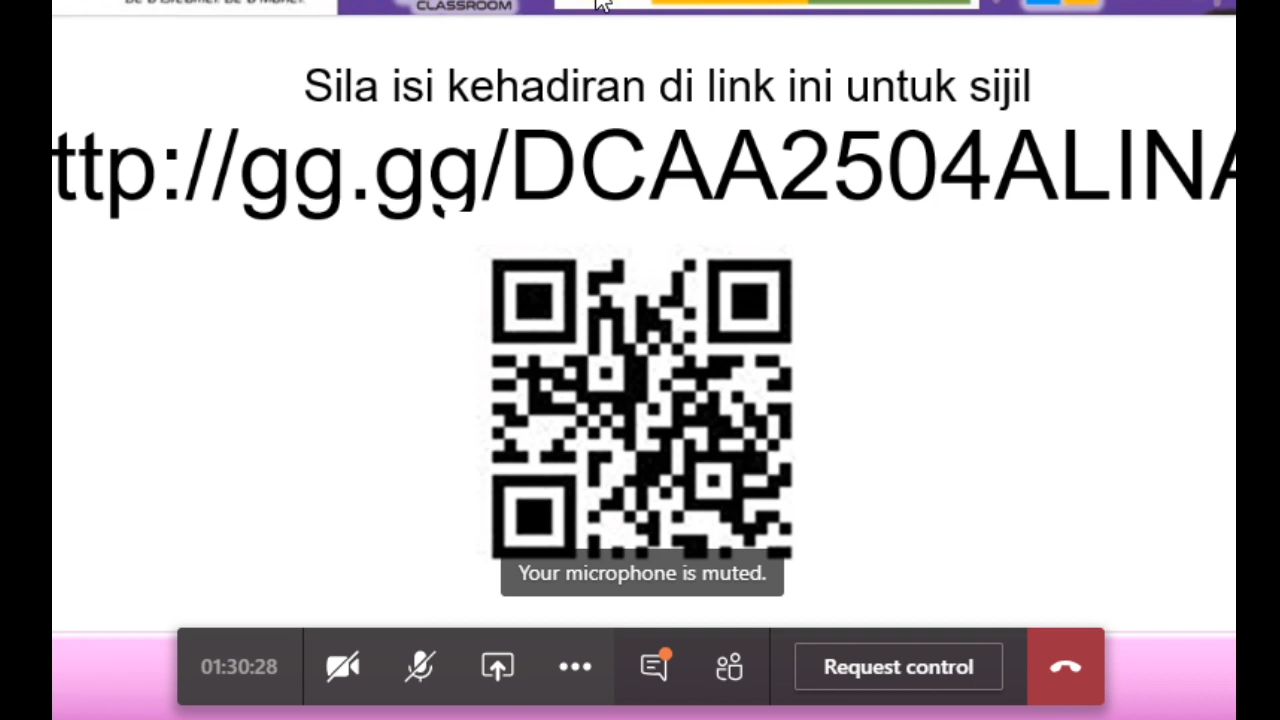 CLASSROOM
Sila isi kehadiran di link ini untuk sijil
ttp://gg.gg/DCAA2504ALINA
Your microphone is muted.
01:30:28
Request control